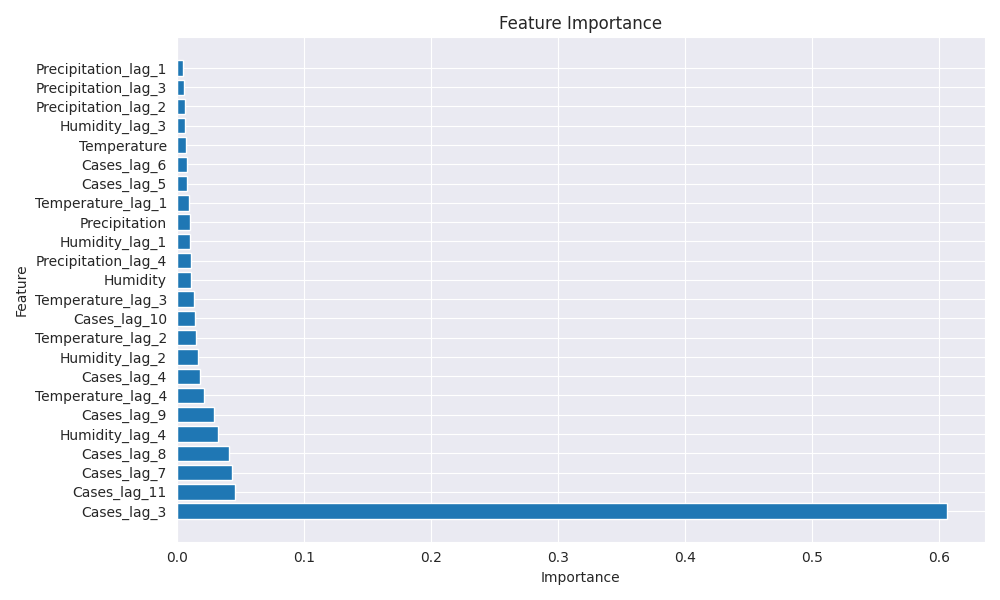 Feature Importance
Precipitation_lag_1
Precipitation_lag_3
Precipitation_lag_2
Humidity_lag_3
Temperature
Cases_lag_6
Cases_lag_5
Temperature_lag_1
Precipitation
Humidity_lag_1
Precipitation_lag_4
Humidity
Temperature_lag_3
Cases_lag_10
Temperature_lag_2
Humidity_lag_2
Cases_lag_4
Temperature_lag_4
Cases_lag_9
Humidity_lag_4
Cases_lag_8
Cases_lag_7
Cases_lag_11
Cases_lag_3
Feature
0.0 0.1 0.2 0.3 0.4 0.5 0.6
Importance